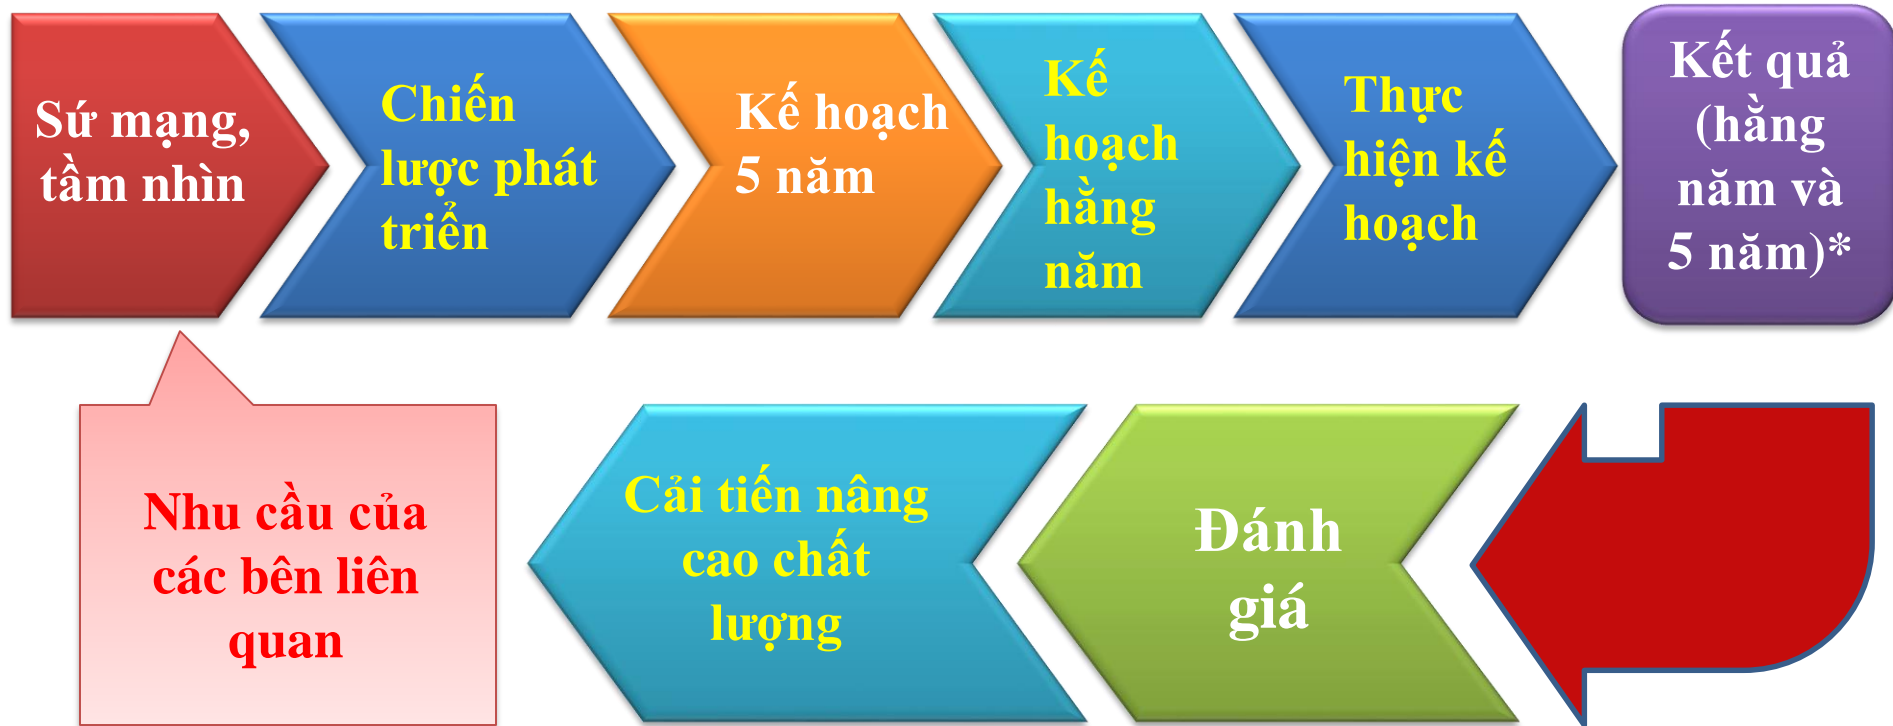 Sứ mạng,
tầm nhìn
Chiến
lược phát
triển
Kế hoạch
5 năm
Kế
hoạch
hằng
năm
Thực
hiện kế
hoạch
Kết quả
(hằng
năm và
5 năm)*
Nhu cầu của
các bên liên
quan
Cải tiến nâng
cao chất
lượng
Đánh
giá